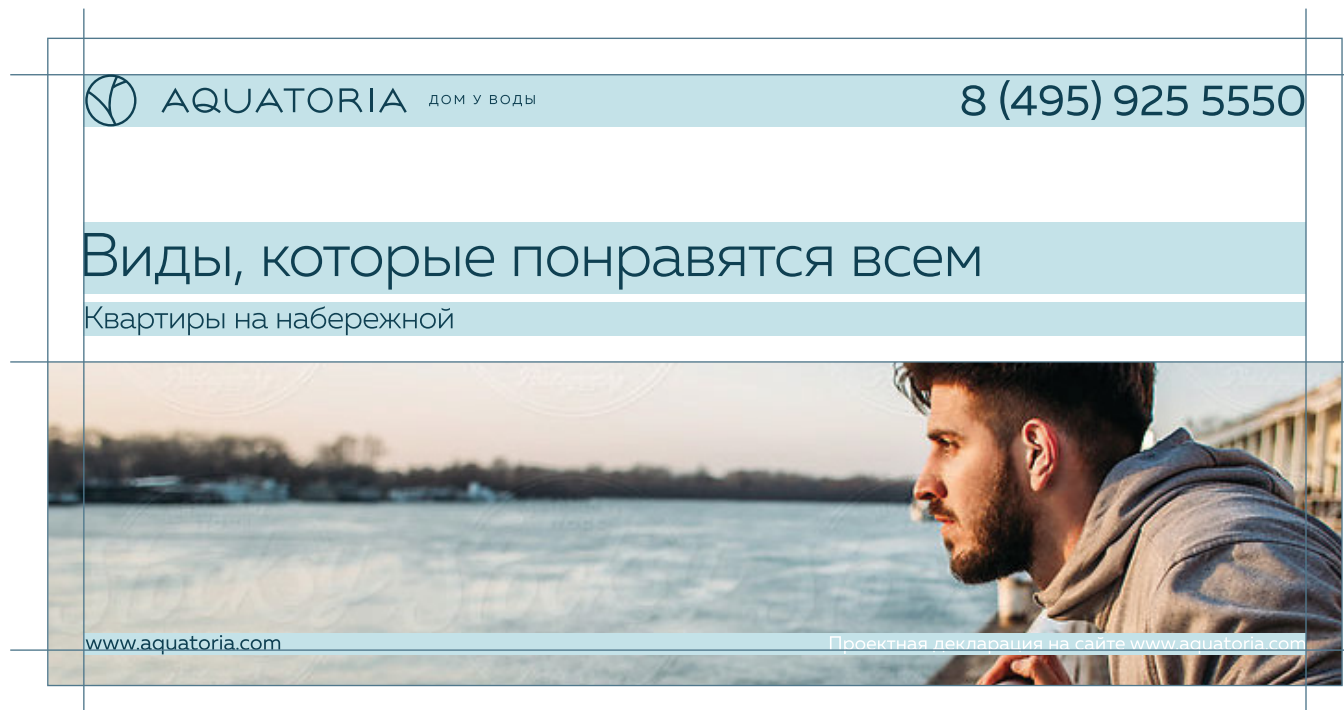 AQUATORIA ДОМ У ВОДЫ 8 (495) 925 5550
Виды, которые понравятся всем
Квартиры на набережной
www.aquatoria.com Проектная декларация на сайте www.aquatoria.com